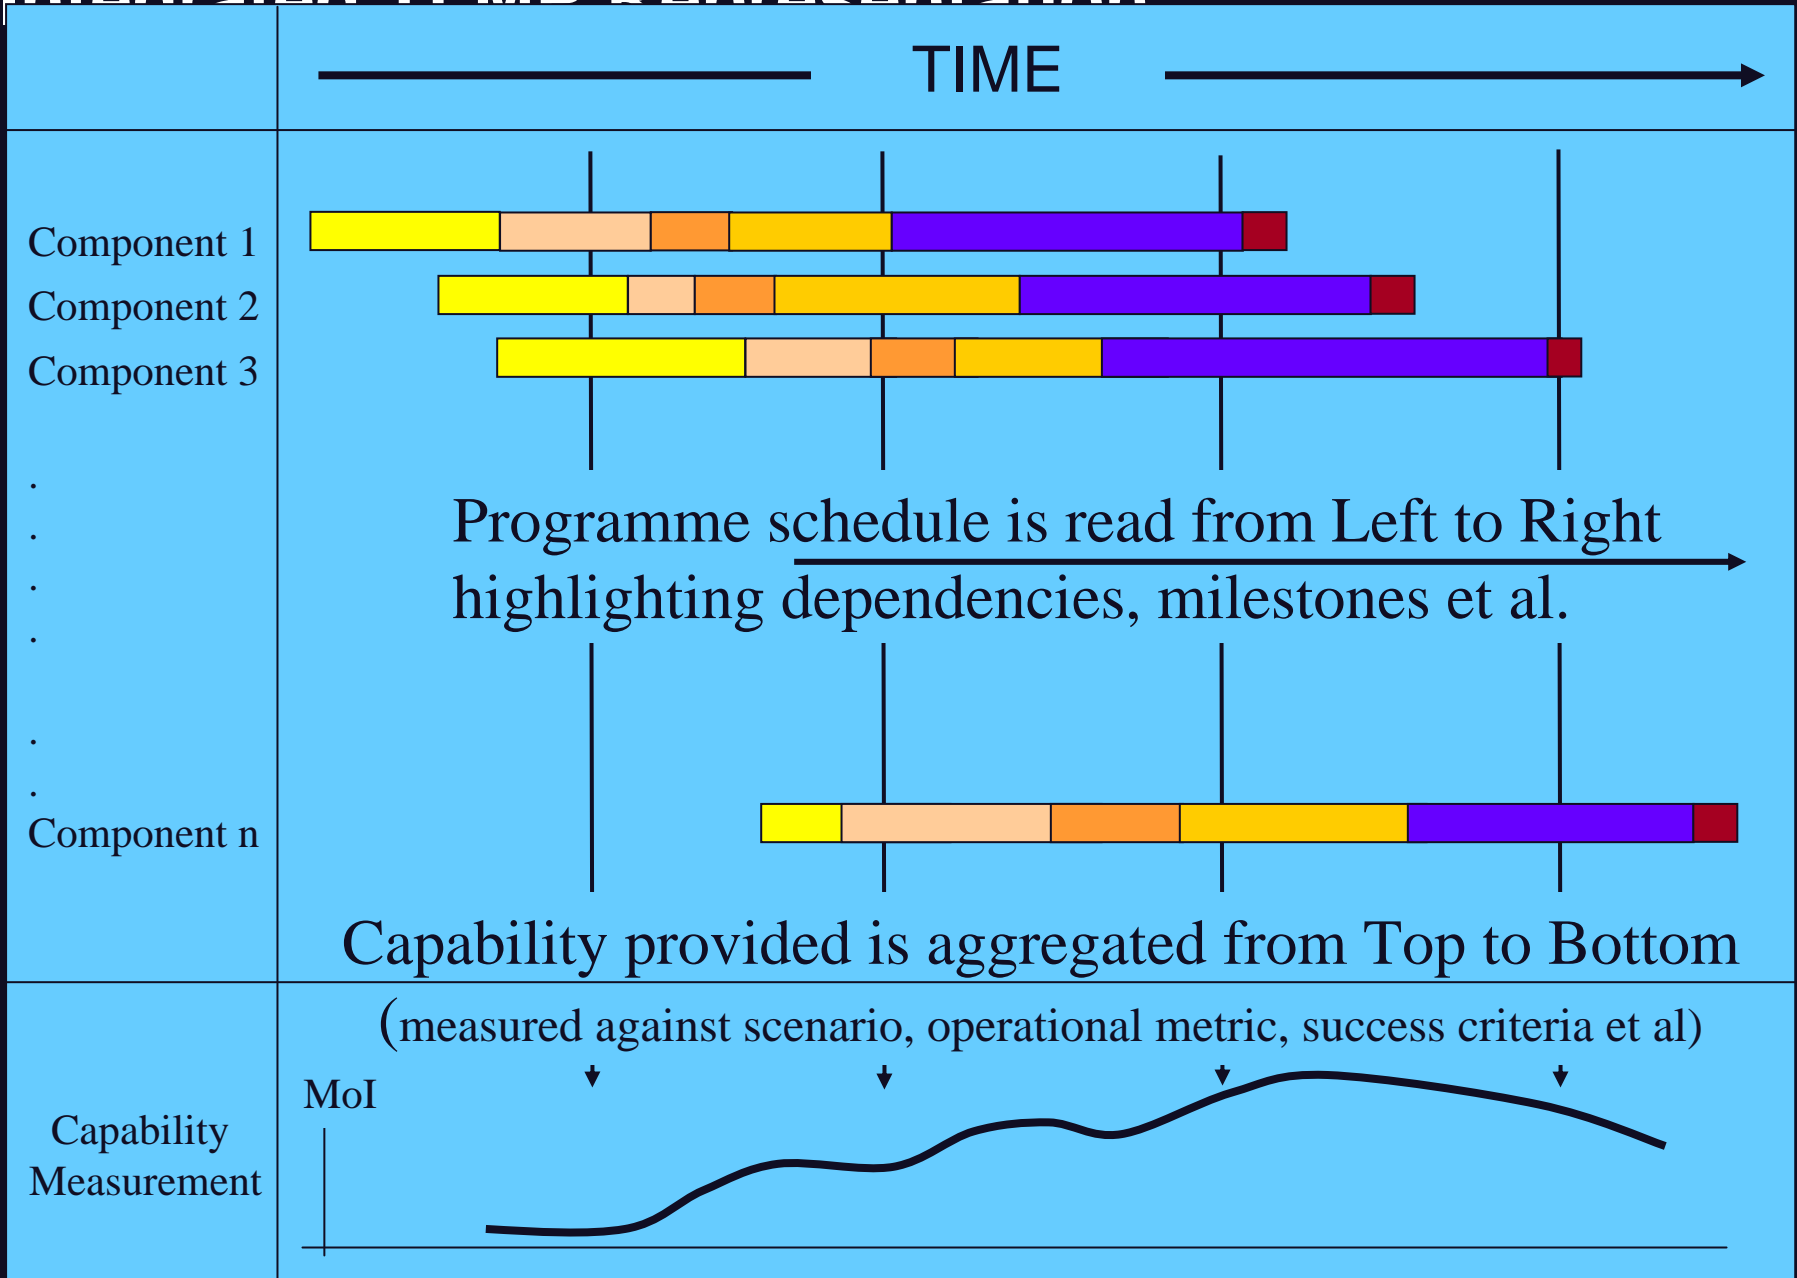 TIME
Component 1
Component 2
Component 3
.
.
.
.
.
.
Component n
Programme schedule is read from Left to Right
highlighting dependencies, milestones et al.
Capability provided is aggregated from Top to Bottom
(measured against scenario, operational metric, success criteria et al)
MoI
Capability
Measurement